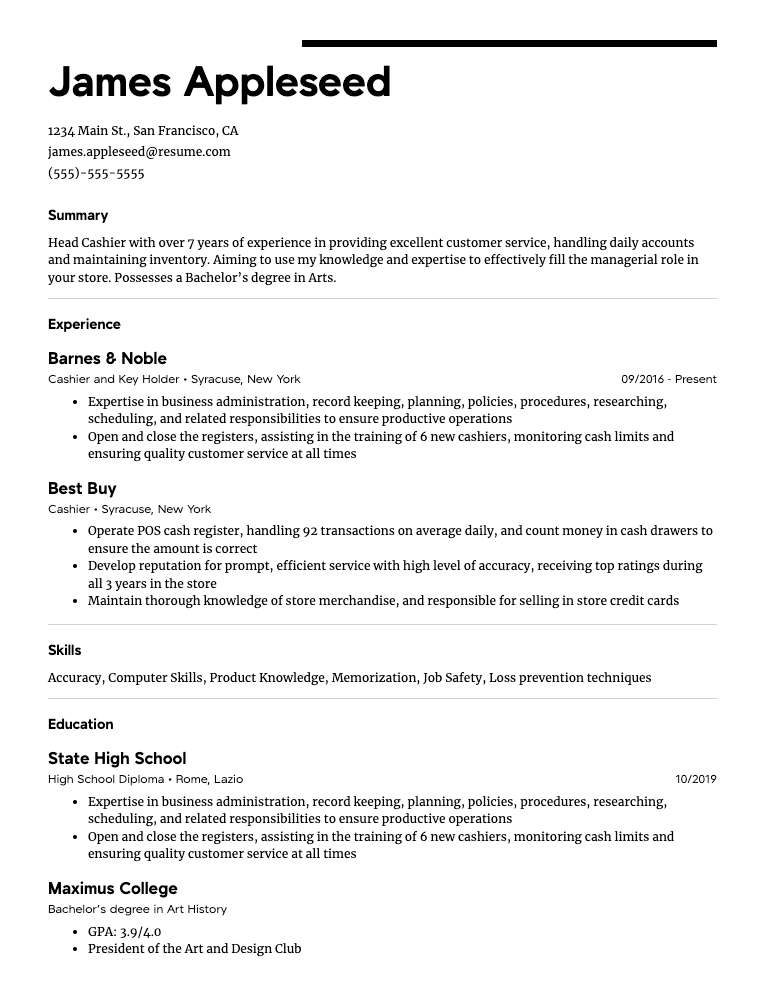 James Appleseed
1234 Main St., San Francisco, CA
james.appleseed@resume.com
(555)-555-5555
Summary
Head Cashier with over 7 years of experience in providing excellent customer service, handling daily accounts
and maintaining inventory. Aiming to use my knowledge and expertise to effectively fill the managerial role in
your store. Possesses a Bachelor’s degree in Arts.
Experience
Barnes & Noble
Cashier and Key Holder • Syracuse, New York 09/2016 - Present
• Expertise in business administration, record keeping, planning, policies, procedures, researching,
scheduling, and related responsibilities to ensure productive operations
• Open and close the registers, assisting in the training of 6 new cashiers, monitoring cash limits and
ensuring quality customer service at all times
Best Buy
Cashier • Syracuse, New York
• Operate POS cash register, handling 92 transactions on average daily, and count money in cash drawers to
ensure the amount is correct
• Develop reputation for prompt, efficient service with high level of accuracy, receiving top ratings during
all 3 years in the store
• Maintain thorough knowledge of store merchandise, and responsible for selling in store credit cards
Skills
Accuracy, Computer Skills, Product Knowledge, Memorization, Job Safety, Loss prevention techniques
Education
State High School
High School Diploma • Rome, Lazio 10/2019
• Expertise in business administration, record keeping, planning, policies, procedures, researching,
scheduling, and related responsibilities to ensure productive operations
• Open and close the registers, assisting in the training of 6 new cashiers, monitoring cash limits and
ensuring quality customer service at all times
Maximus College
Bachelor’s degree in Art History
• GPA: 3.9/4.0
• President of the Art and Design Club